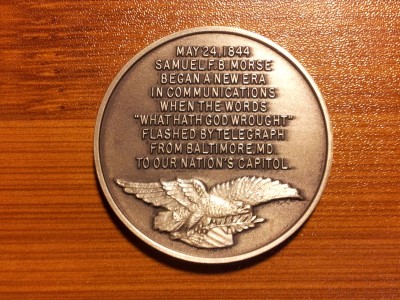 MAY 24, 1844
SAMUEL F.B. MORSE
BEGAN A NEW ERA
IN COMMUNICATIONS
WHEN THE WORDS
"WHAT HATH GOD WROUGHT"
FLASHED BY TELEGRAPH
FROM BALTIMORE, MD.
TO OUR NATION'S CAPITOL.